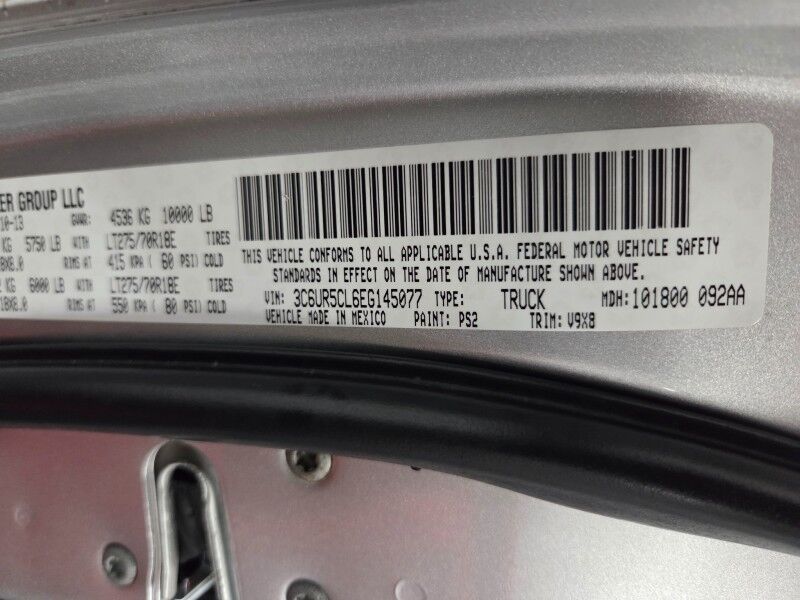 ER GROUP LLC
10-13 GVWR: 4536 KG 10000 LB
KG 5750 LB WITH LT275/70R18E TIRES
8X8.0 RIMS AT 415 KPA ( 60 PSI) COLD
KG 6000 LB WITH LT275/70R18E TIRES
18X8.0 RIMS AT 550 KPA ( 80 PSI) COLD
THIS VEHICLE CONFORMS TO ALL APPLICABLE U.S.A. FEDERAL MOTOR VEHICLE SAFETY
STANDARDS IN EFFECT ON THE DATE OF MANUFACTURE SHOWN ABOVE.
VIN: 3C6UR5CL6EG145077 TYPE: TRUCK MDH: 101800 092AA
VEHICLE MADE IN MEXICO PAINT: PS2 TRIM: V9X8